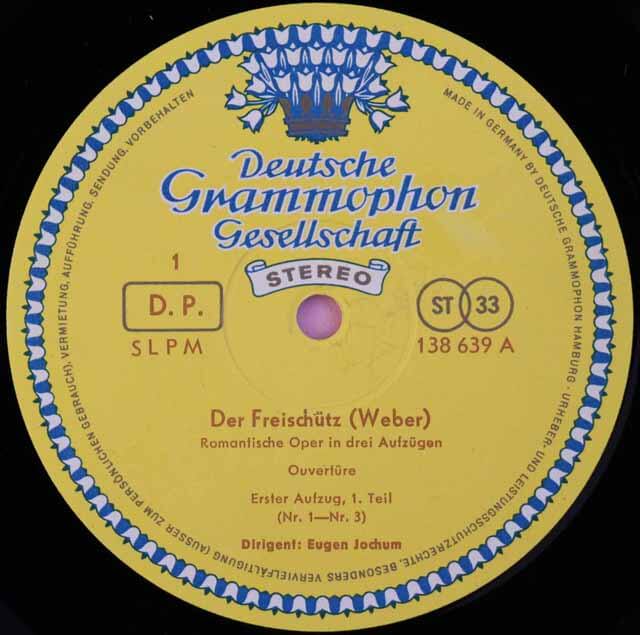 Deutsche
Grammophon
Gesellschaft
STEREO
1
D. P.
SLPM
ST 33
138 639 A
Der Freischütz (Weber)
Romantische Oper in drei Aufzügen
Ouvertüre
Erster Aufzug, 1. Teil
(Nr. 1—Nr. 3)
Dirigent: Eugen Jochum
MADE IN GERMANY BY DEUTSCHE GRAMMOPHON HAMBURG · URHEBER- UND LEISTUNGSSCHUTZRECHTE, BESONDERS VERVIELFÄLTIGUNG (AUSSER ZUM PERSÖNLICHEN GEBRAUCH), VERMIETUNG, AUFFÜHRUNG, SENDUNG, VORBEHALTEN